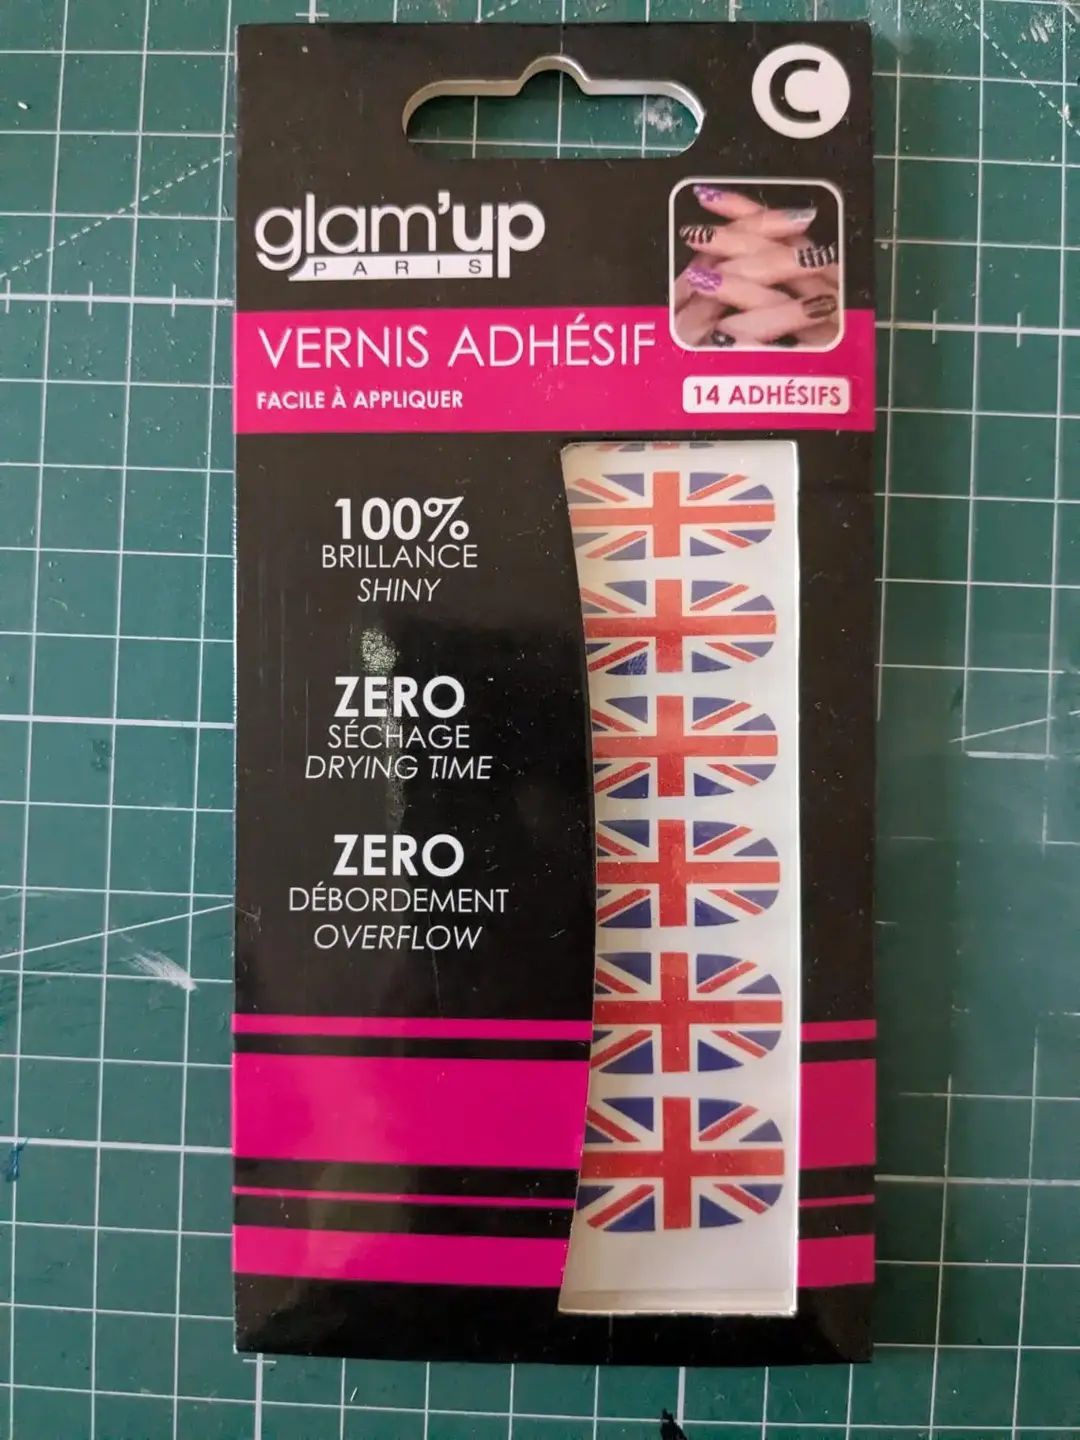 C
glam'up
PARIS
VERNIS ADHÉSIF
FACILE À APPLIQUER
14 ADHÉSIFS
100%
BRILLANCE
SHINY
ZERO
SÉCHAGE
DRYING TIME
ZERO
DÉBORDEMENT
OVERFLOW